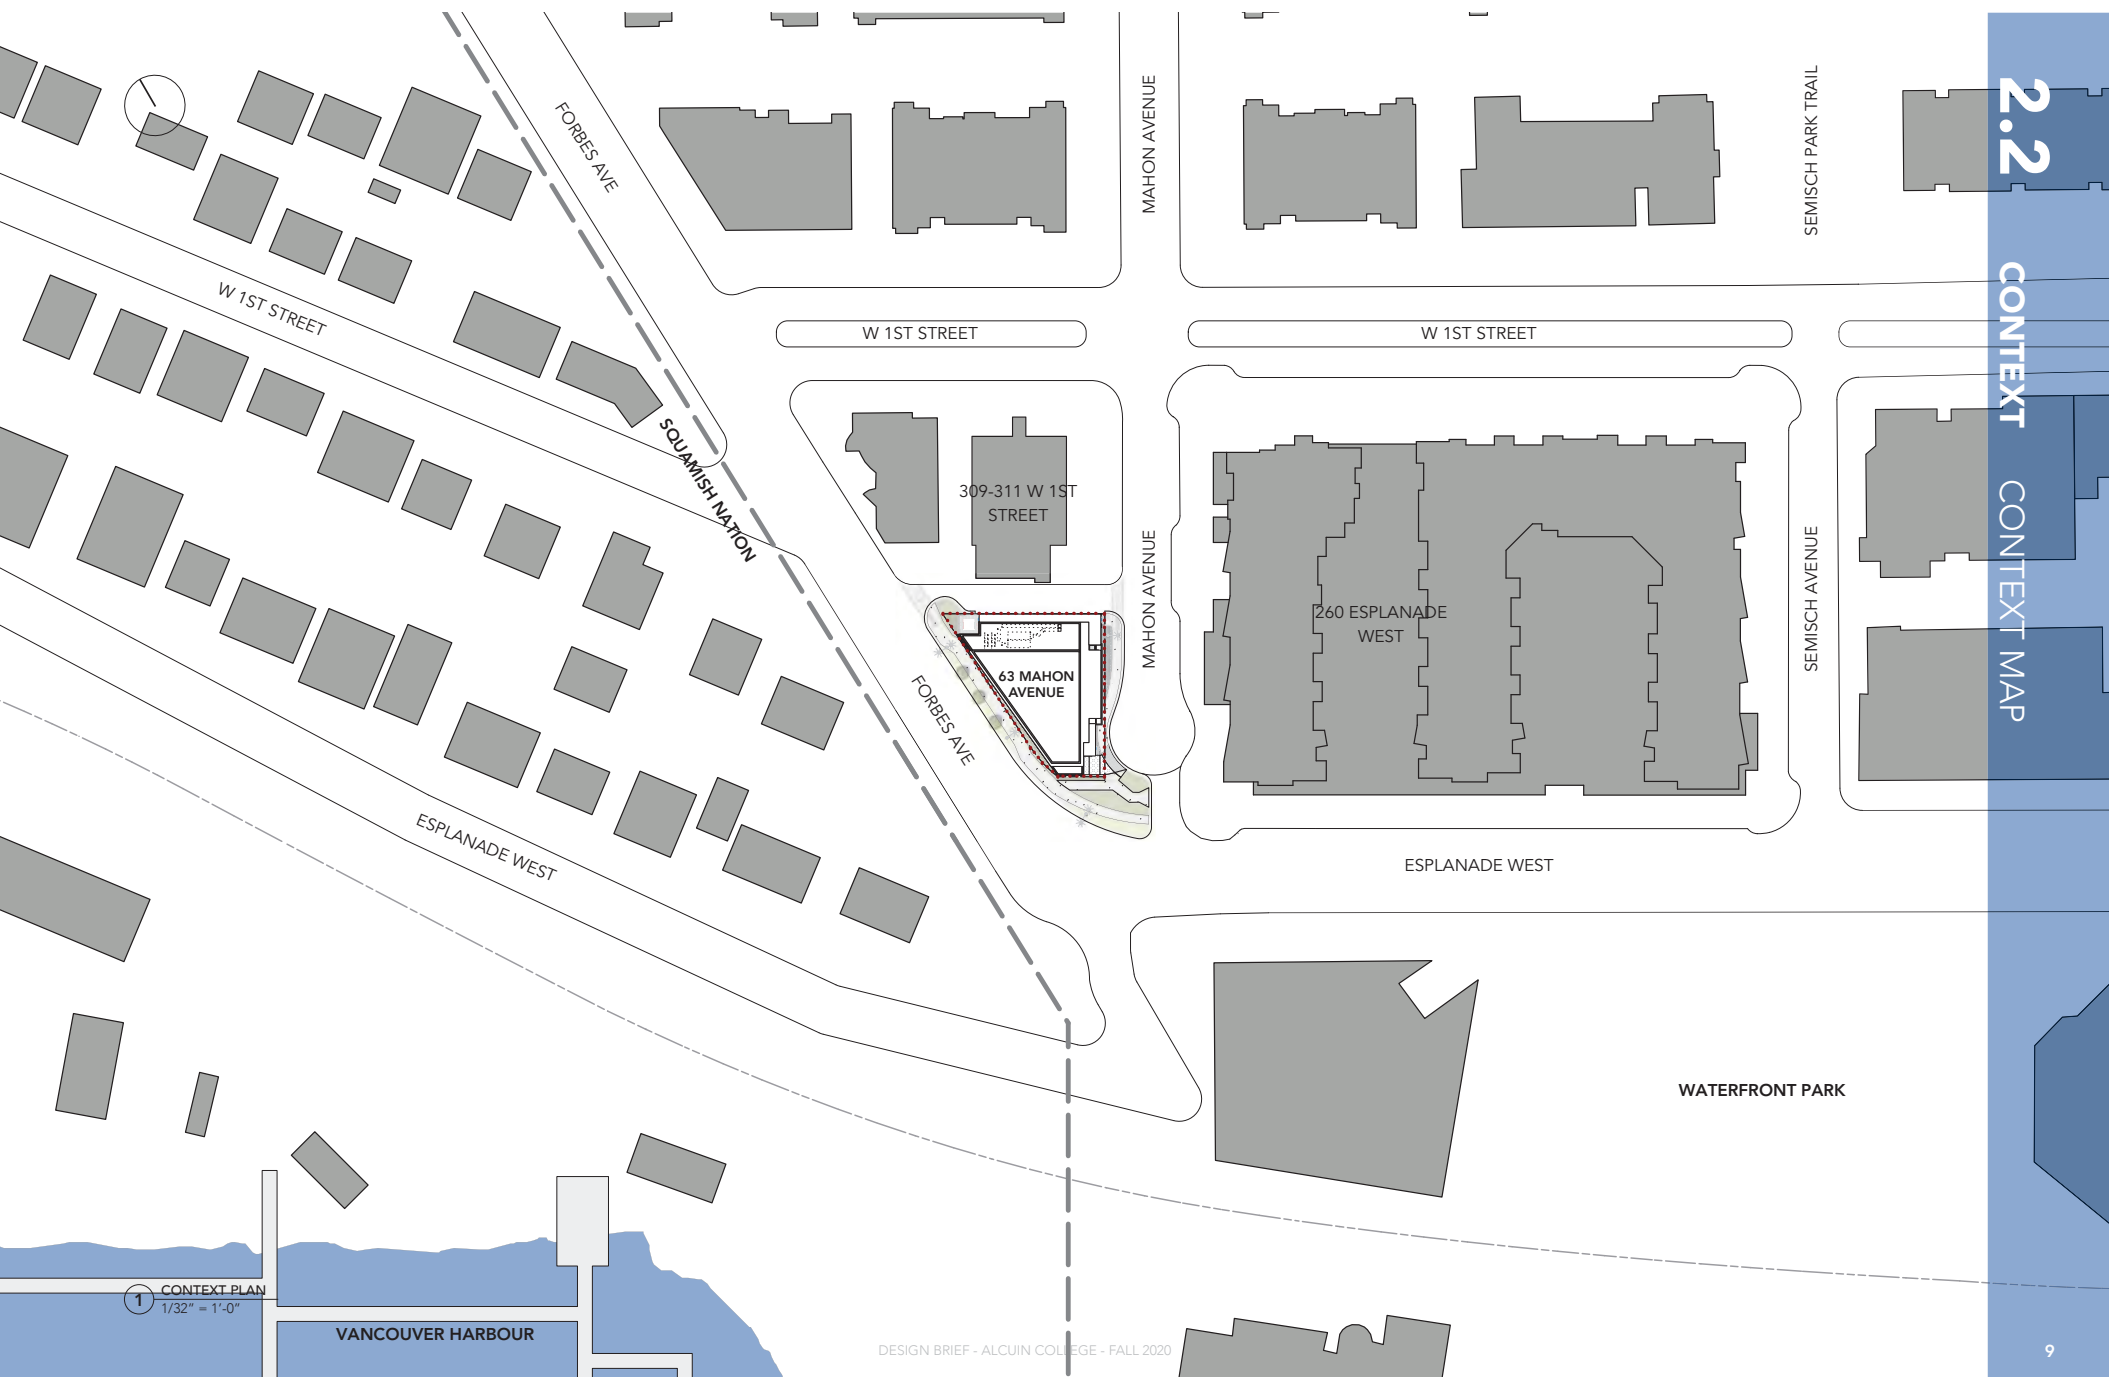 FORBES AVE
MAHON AVENUE
SEMISCH PARK TRAIL
W 1ST STREET
W 1ST STREET
W 1ST STREET
SQUAMISH NATION
309-311 W 1ST
STREET
MAHON AVENUE
260 ESPLANADE
WEST
SEMISCH AVENUE
63 MAHON
AVENUE
FORBES AVE
ESPLANADE WEST
ESPLANADE WEST
WATERFRONT PARK
1
CONTEXT PLAN
1/32" = 1'-0"
VANCOUVER HARBOUR
DESIGN BRIEF - ALCUIN COLLEGE - FALL 2020
2.2 CONTEXT CONTEXT MAP
9